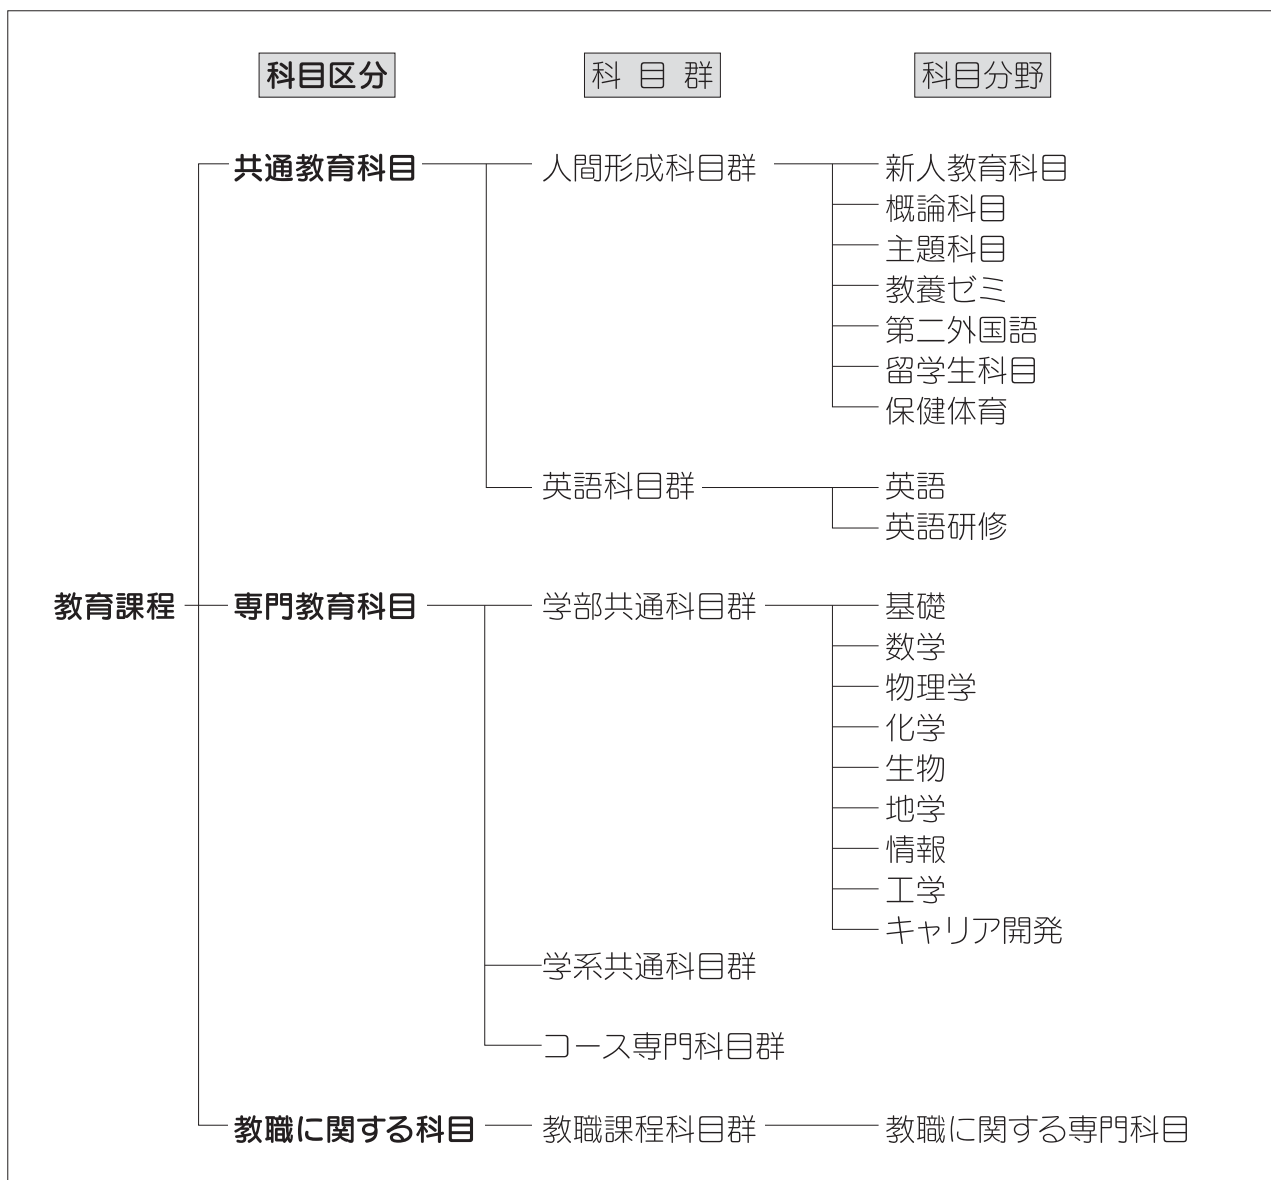 科目区分 科目群 科目分野
共通教育科目 人間形成科目群 新人教育科目
概論科目
主題科目
教養ゼミ
第二外国語
留学生科目
保健体育
英語科目群 英語
英語研修
教育課程 専門教育科目 学部共通科目群 基礎
数学
物理学
化学
生物
地学
情報
工学
キャリア開発
学系共通科目群
コース専門科目群
教職に関する科目 教職課程科目群 教職に関する専門科目